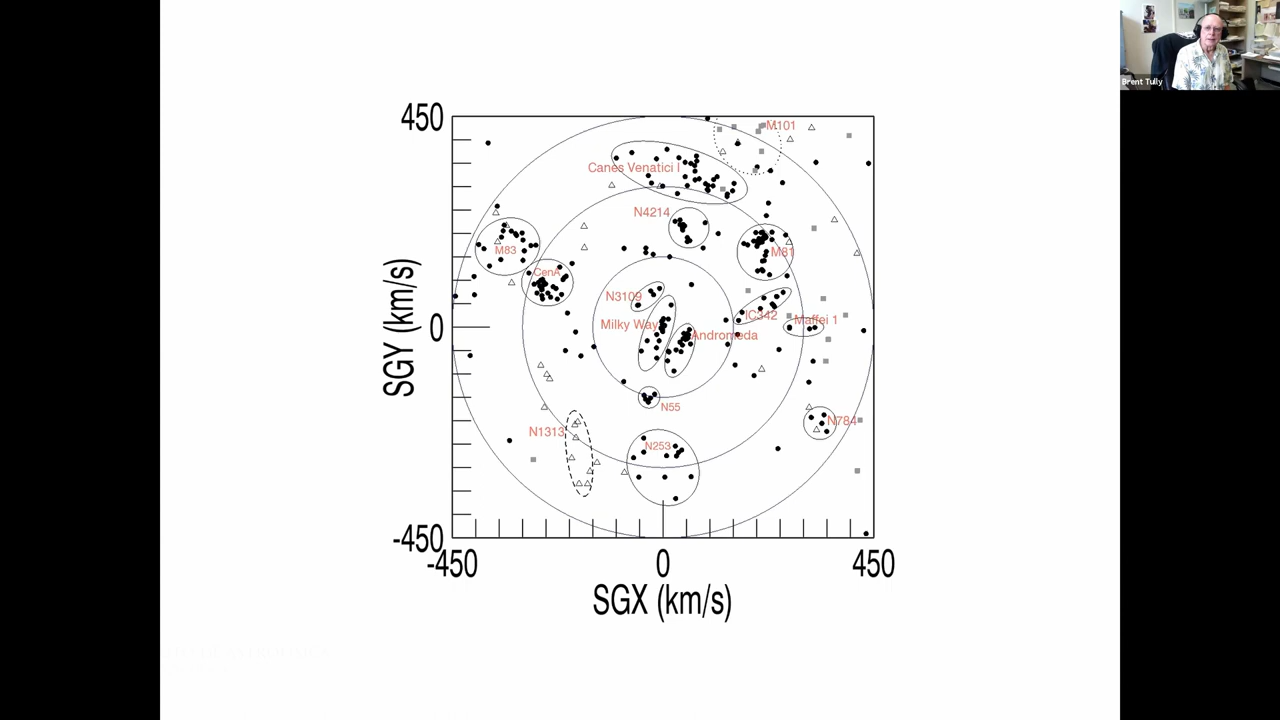 Brent Tully
450
M101
Canes Venatici I
N4214
M83
M81
CenA
N3109
IC342
Maffei 1
Milky Way
Andromeda
0
SGY (km/s)
N55
N784
N1313
N253
-450
-450
0
450
SGX (km/s)